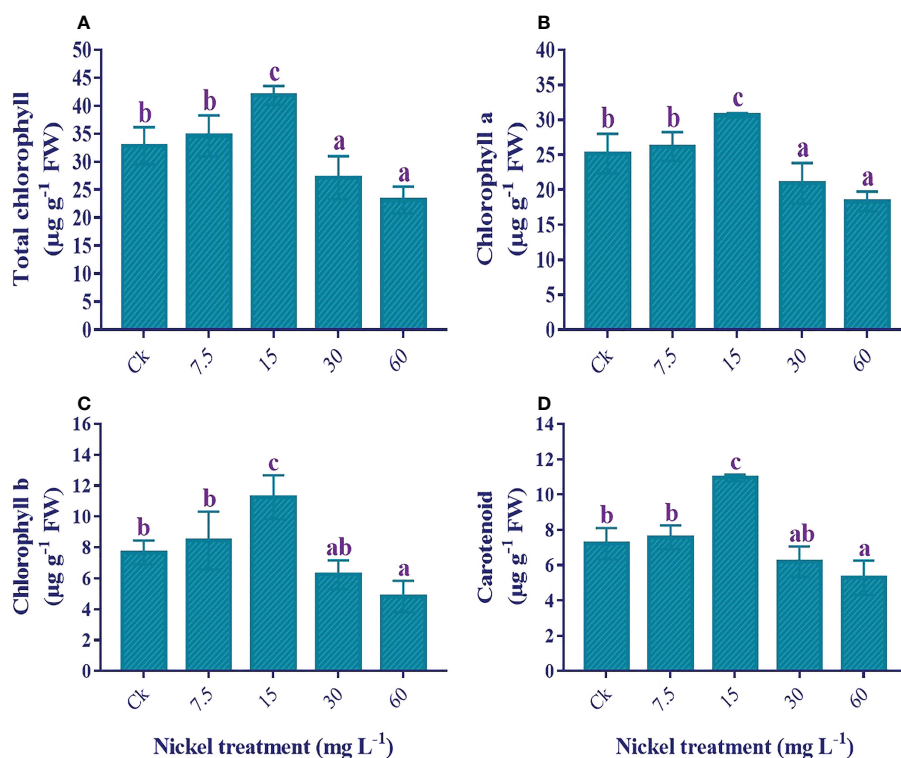 A
Total chlorophyll
(µg g⁻¹ FW)
50
45
40
35
30
25
20
15
10
5
0
b
b
c
a
a
Ck
7.5
15
30
60
B
Chlorophyll a
(µg g⁻¹ FW)
40
35
30
25
20
15
10
5
0
b
b
c
a
a
Ck
7.5
15
30
60
C
Chlorophyll b
(µg g⁻¹ FW)
16
14
12
10
8
6
4
2
0
b
b
c
ab
a
Ck
7.5
15
30
60
Nickel treatment (mg L⁻¹)
D
Carotenoid
(µg g⁻¹ FW)
14
12
10
8
6
4
2
0
b
b
c
ab
a
Ck
7.5
15
30
60
Nickel treatment (mg L⁻¹)